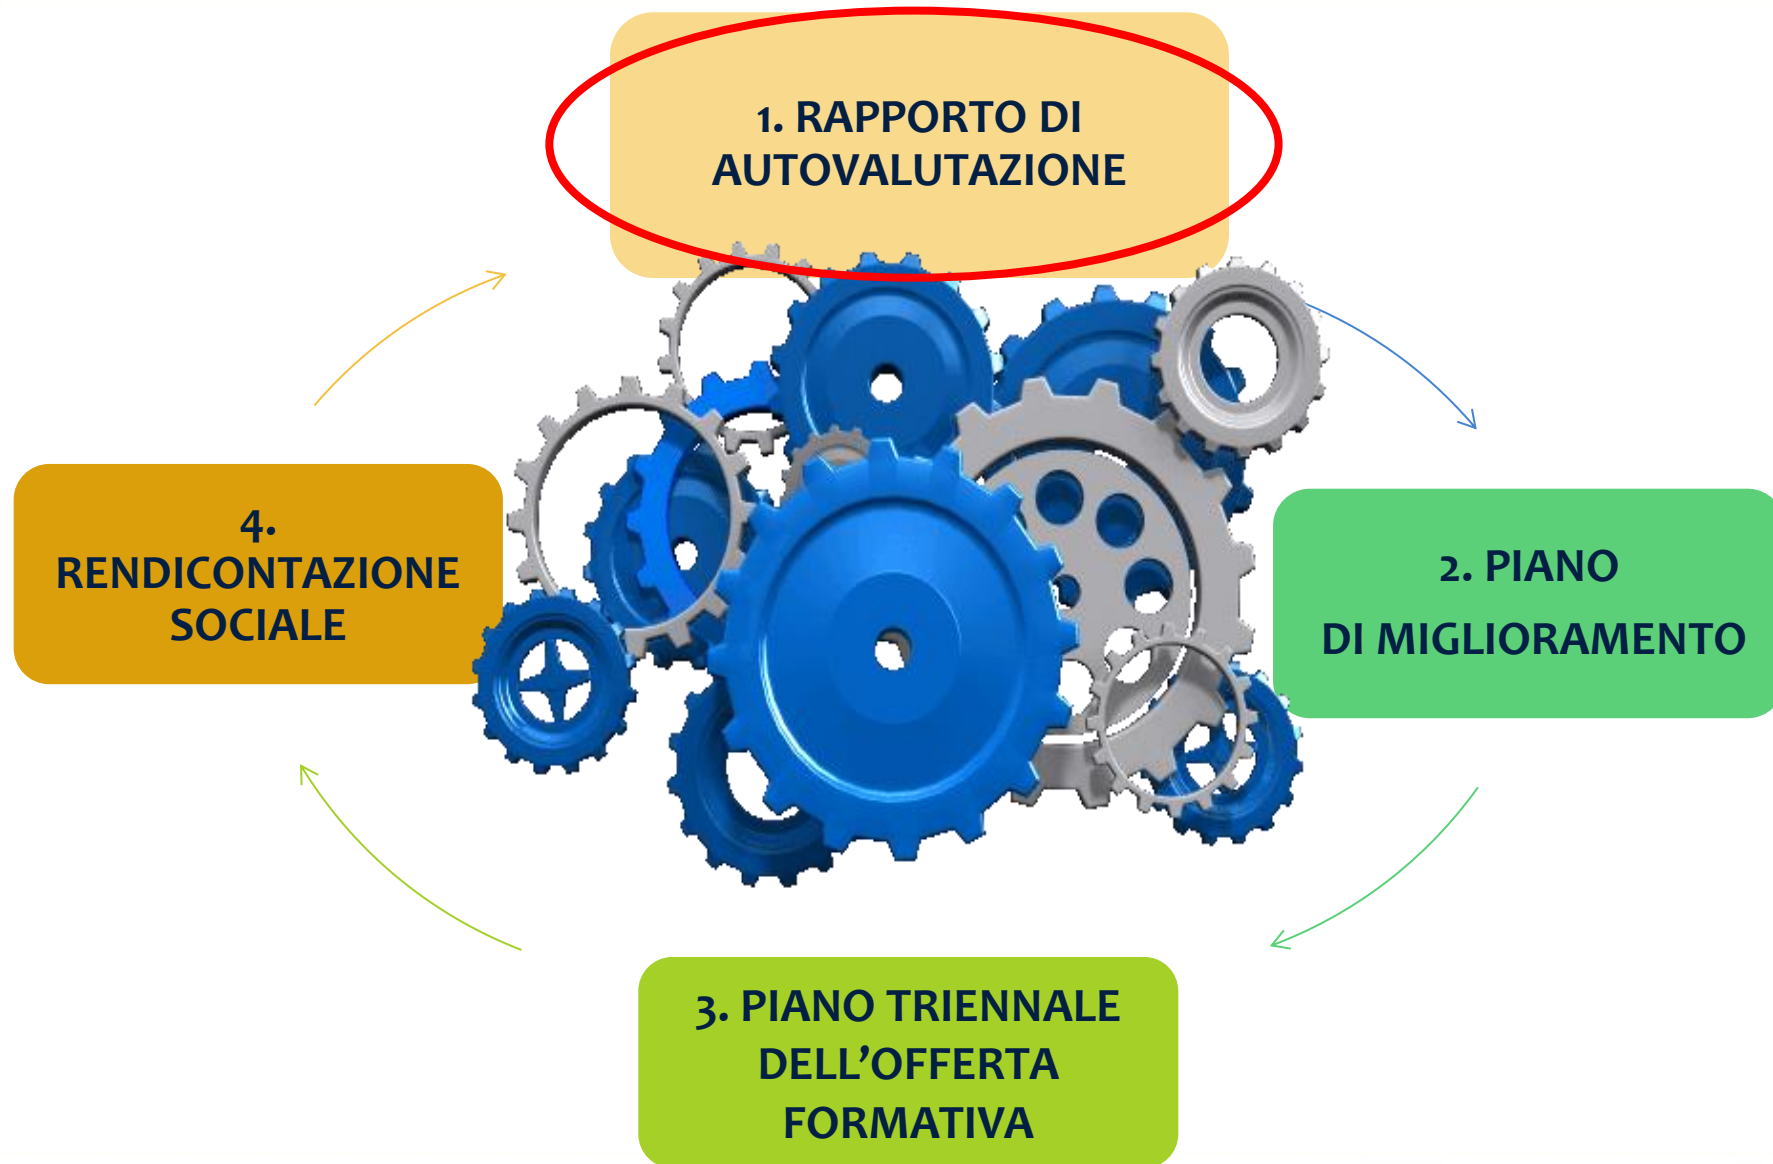 1. RAPPORTO DI
AUTOVALUTAZIONE
2. PIANO
DI MIGLIORAMENTO
3. PIANO TRIENNALE
DELL’OFFERTA
FORMATIVA
4.
RENDICONTAZIONE
SOCIALE